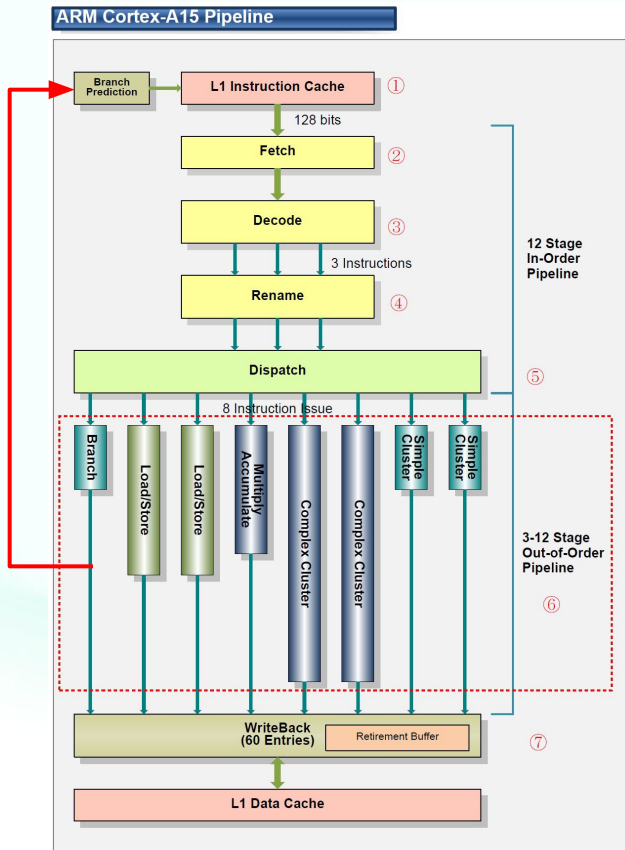 ARM Cortex-A15 Pipeline
Branch
Prediction
L1 Instruction Cache
①
128 bits
Fetch
②
Decode
③
3 Instructions
12 Stage
In-Order
Pipeline
Rename
④
Dispatch
⑤
8 Instruction Issue
Branch
Load/Store
Load/Store
Multiply
Accumulate
Complex Cluster
Complex Cluster
Simple
Cluster
Simple
Cluster
3-12 Stage
Out-of-Order
Pipeline
⑥
WriteBack
(60 Entries)
Retirement Buffer
⑦
L1 Data Cache